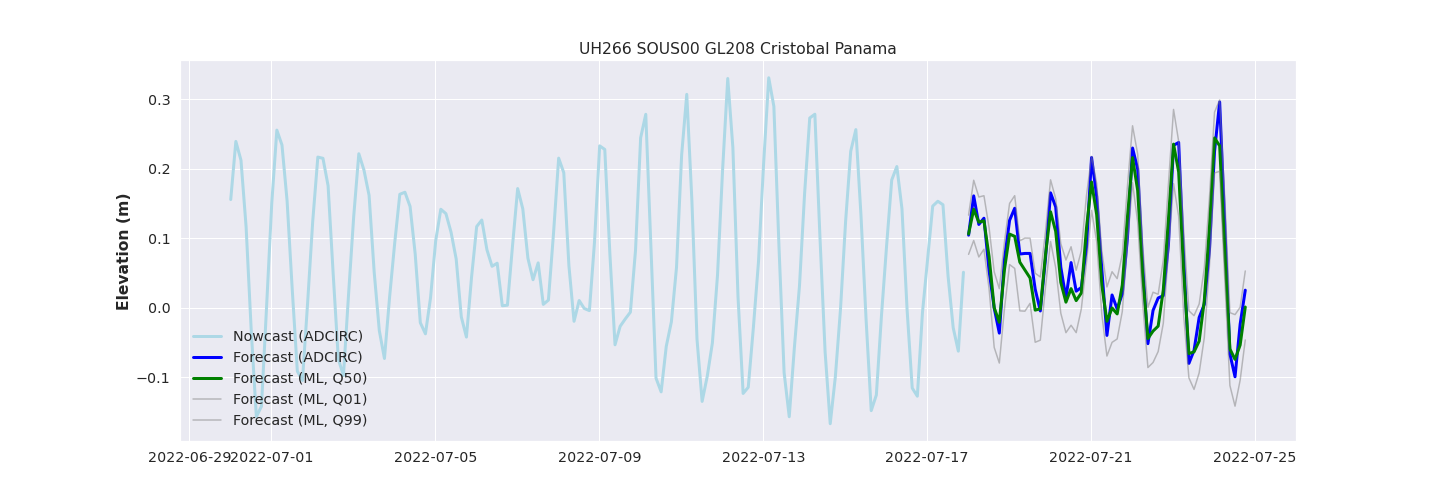 UH266 SOUS00 GL208 Cristobal Panama
Elevation (m)
0.3
0.2
0.1
0.0
−0.1
Nowcast (ADCIRC)
Forecast (ADCIRC)
Forecast (ML, Q50)
Forecast (ML, Q01)
Forecast (ML, Q99)
2022-06-29 2022-07-01 2022-07-05 2022-07-09 2022-07-13 2022-07-17 2022-07-21 2022-07-25